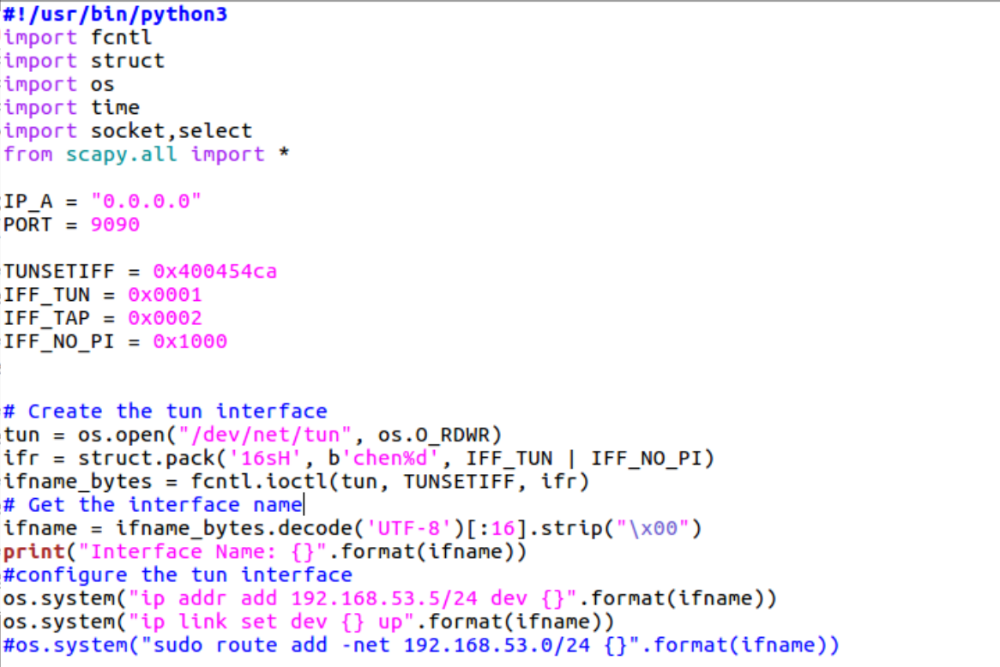 #!/usr/bin/python3
import fcntl
import struct
import os
import time
import socket,select
from scapy.all import *
IP_A = "0.0.0.0"
PORT = 9090
TUNSETIFF = 0x400454ca
IFF_TUN = 0x0001
IFF_TAP = 0x0002
IFF_NO_PI = 0x1000
# Create the tun interface
tun = os.open("/dev/net/tun", os.O_RDWR)
ifr = struct.pack('16sH', b'chen%d', IFF_TUN | IFF_NO_PI)
ifname_bytes = fcntl.ioctl(tun, TUNSETIFF, ifr)
# Get the interface name
ifname = ifname_bytes.decode('UTF-8')[:16].strip("\x00")
print("Interface Name: {}".format(ifname))
#configure the tun interface
os.system("ip addr add 192.168.53.5/24 dev {}".format(ifname))
os.system("ip link set dev {} up".format(ifname))
#os.system("sudo route add -net 192.168.53.0/24 {}".format(ifname))